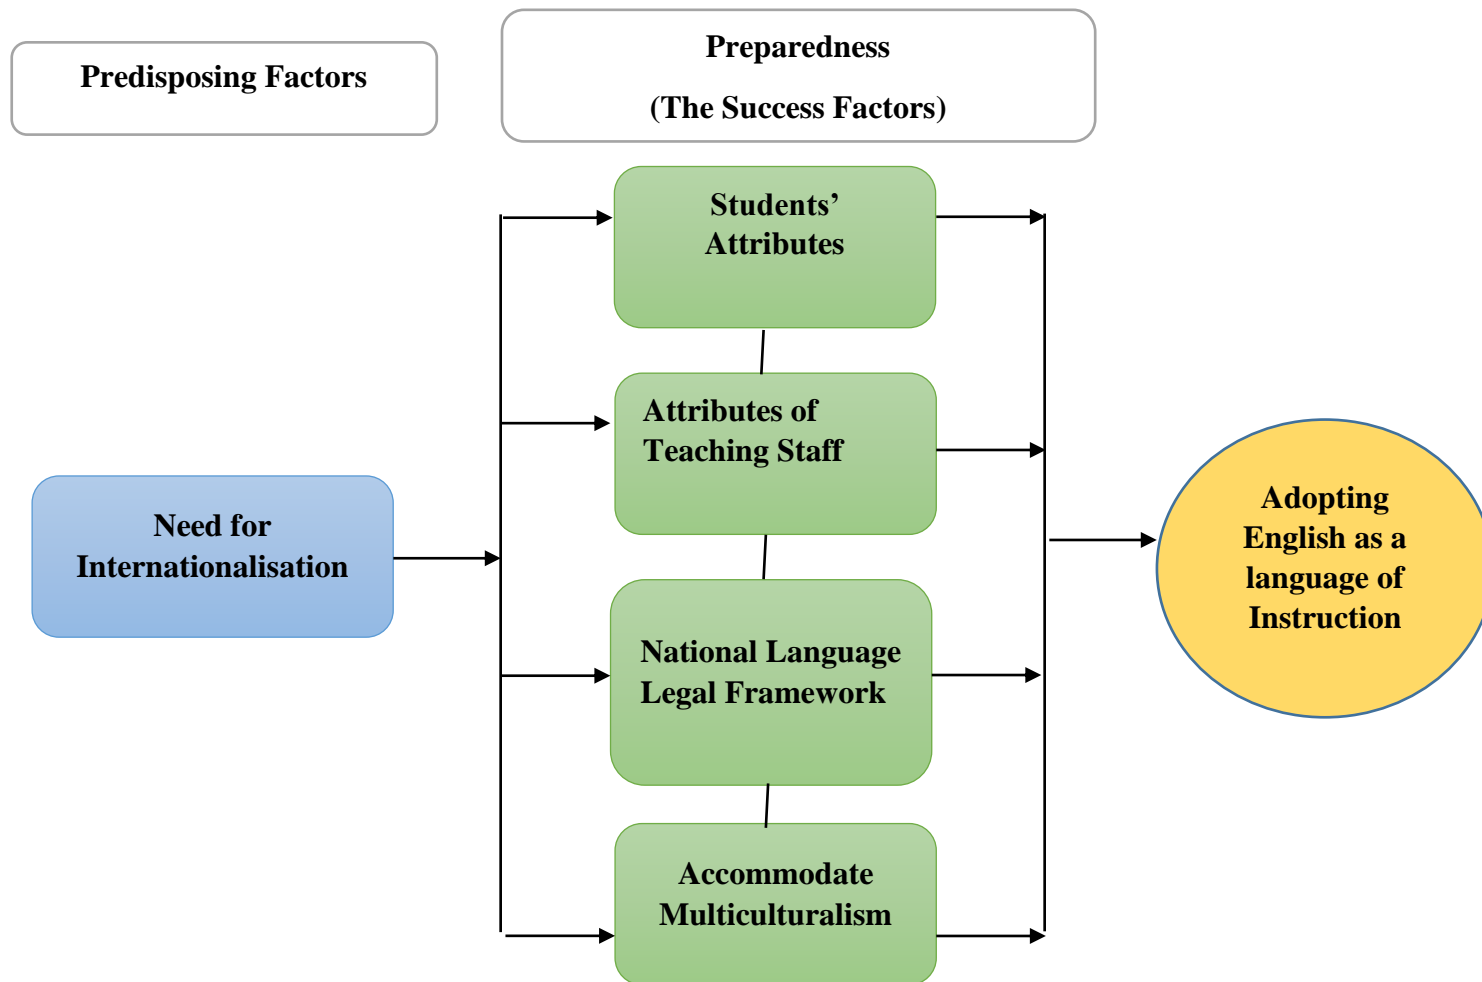 Predisposing Factors
Preparedness
(The Success Factors)
Students’
Attributes
Attributes of
Teaching Staff
Need for
Internationalisation
National Language
Legal Framework
Accommodate
Multiculturalism
Adopting
English as a
language of
Instruction